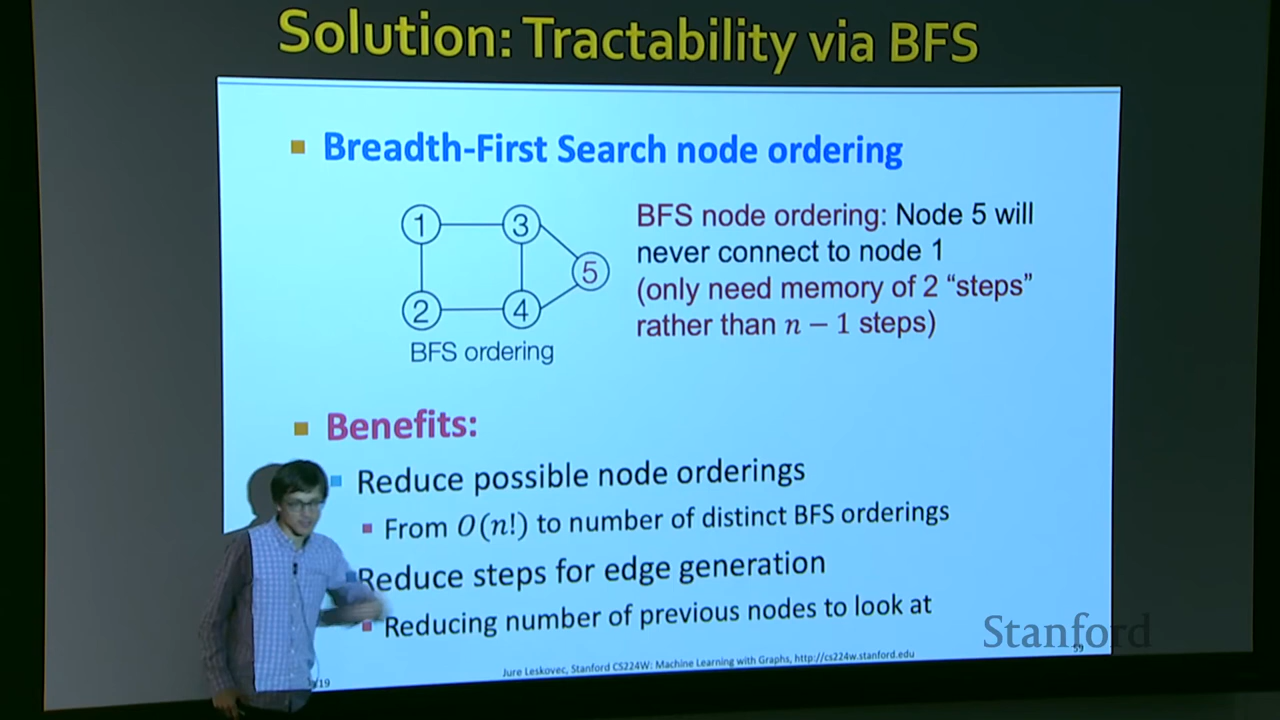 Solution: Tractability via BFS
Breadth-First Search node ordering
1
3
5
2
4
BFS ordering
BFS node ordering: Node 5 will
never connect to node 1
(only need memory of 2 “steps”
rather than n − 1 steps)
Benefits:
Reduce possible node orderings
From O(n!) to number of distinct BFS orderings
Reduce steps for edge generation
Reducing number of previous nodes to look at
Stanford
59
Jure Leskovec, Stanford CS224W: Machine Learning with Graphs, http://cs224w.stanford.edu
/19